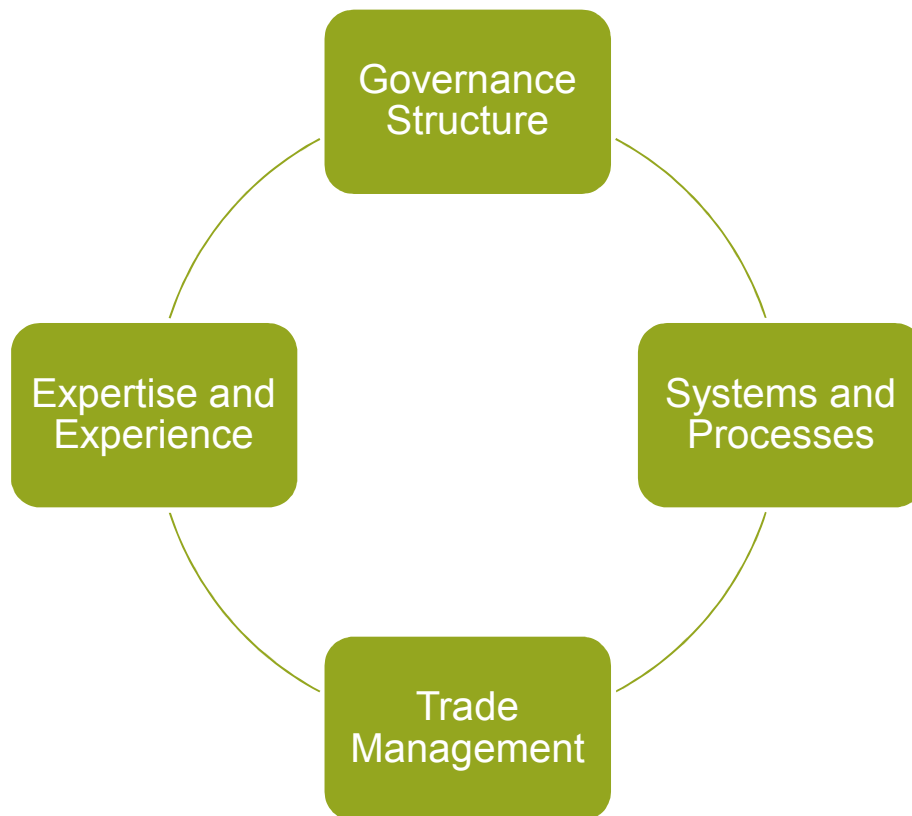 Governance
Structure
Expertise and
Experience
Systems and
Processes
Trade
Management